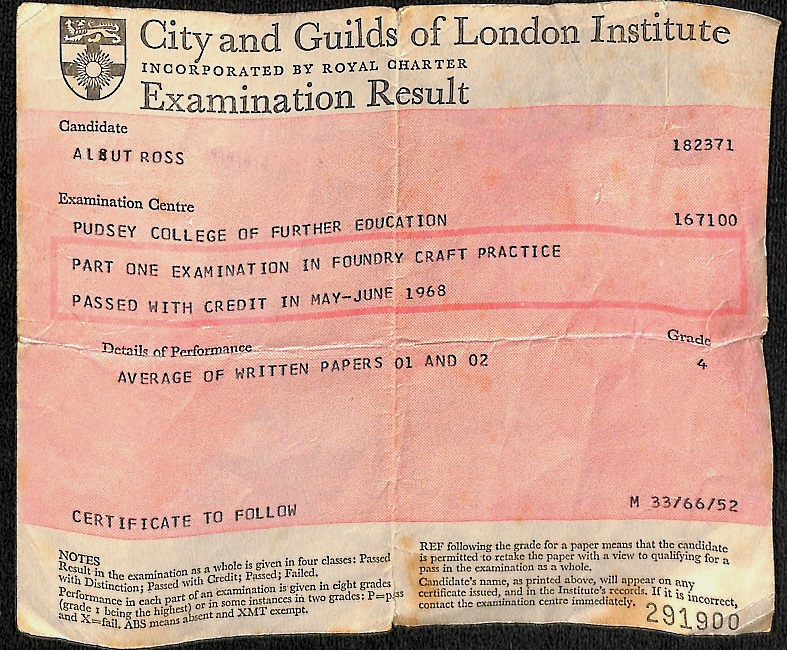 City and Guilds of London Institute
INCORPORATED BY ROYAL CHARTER
Examination Result
Candidate
ALBUT ROSS 182371
Examination Centre
PUDSEY COLLEGE OF FURTHER EDUCATION 167100
PART ONE EXAMINATION IN FOUNDRY CRAFT PRACTICE
PASSED WITH CREDIT IN MAY-JUNE 1968
Details of Performance Grade
AVERAGE OF WRITTEN PAPERS 01 AND 02 4
CERTIFICATE TO FOLLOW M 33/66/52
NOTES
Result in the examination as a whole is given in four classes: Passed
with Distinction; Passed with Credit; Passed; Failed.
Performance in each part of an examination is given in eight grades
(grade 1 being the highest) or in some instances in two grades: P=pass
and X=fail. ABS means absent and XMT exempt.
REF following the grade for a paper means that the candidate
is permitted to retake the paper with a view to qualifying for a
pass in the examination as a whole.
Candidate's name, as printed above, will appear on any
certificate issued, and in the Institute's records. If it is incorrect,
contact the examination centre immediately.
291900